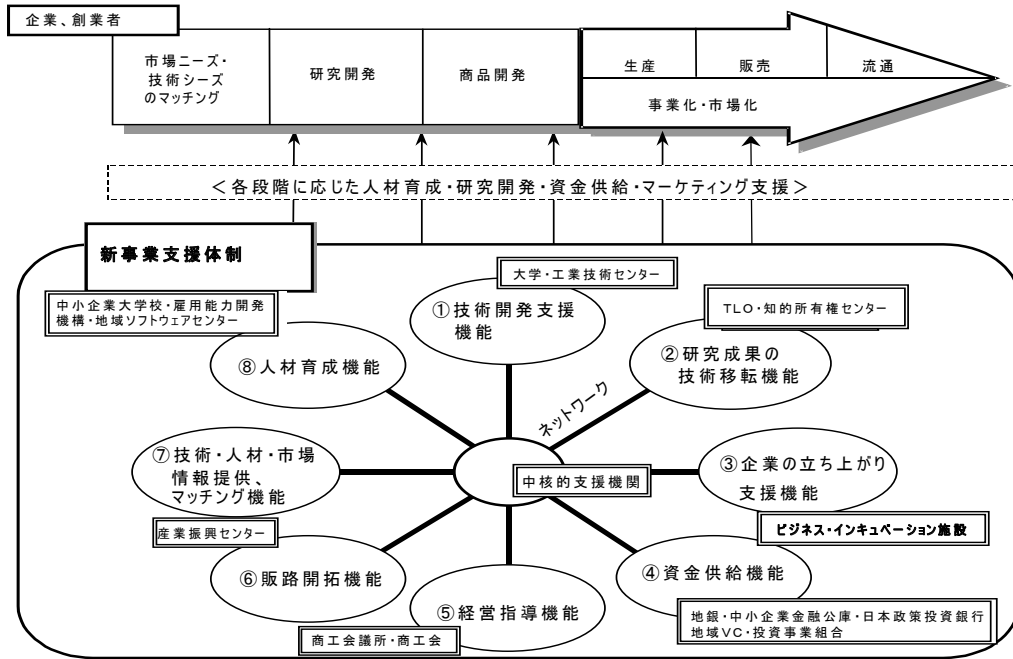 企業、創業者
市場ニーズ・
技術シーズ
のマッチング
研究開発
商品開発
生産
販売
流通
事業化・市場化
＜各段階に応じた人材育成・研究開発・資金供給・マーケティング支援＞
新事業支援体制
大学・工業技術センター
中小企業大学校・雇用能力開発
機構・地域ソフトウェアセンター
①技術開発支援
機能
TLO・知的所有権センター
⑧人材育成機能
②研究成果の
技術移転機能
ネットワーク
⑦技術・人材・市場
情報提供、
マッチング機能
中核的支援機関
③企業の立ち上がり
支援機能
産業振興センター
ビジネス・インキュベーション施設
⑥販路開拓機能
④資金供給機能
⑤経営指導機能
地銀・中小企業金融公庫・日本政策投資銀行
地域VC・投資事業組合
商工会議所・商工会